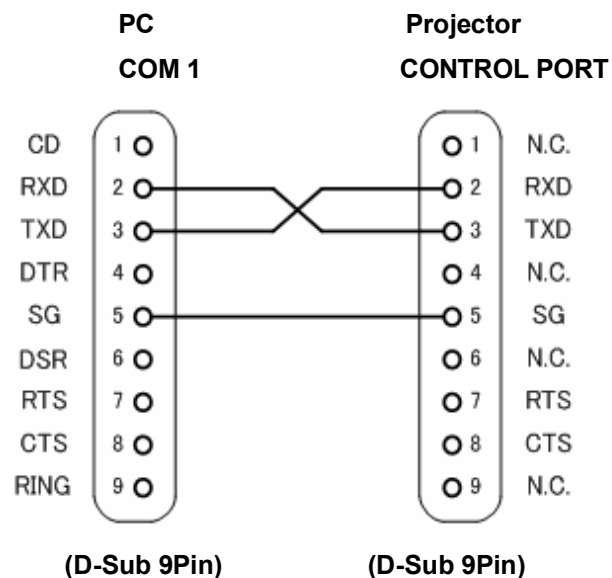 PC Projector
COM 1 CONTROL PORT
CD 1 1 N.C.
RXD 2 2 RXD
TXD 3 3 TXD
DTR 4 4 N.C.
SG 5 5 SG
DSR 6 6 N.C.
RTS 7 7 RTS
CTS 8 8 CTS
RING 9 9 N.C.
(D-Sub 9Pin) (D-Sub 9Pin)